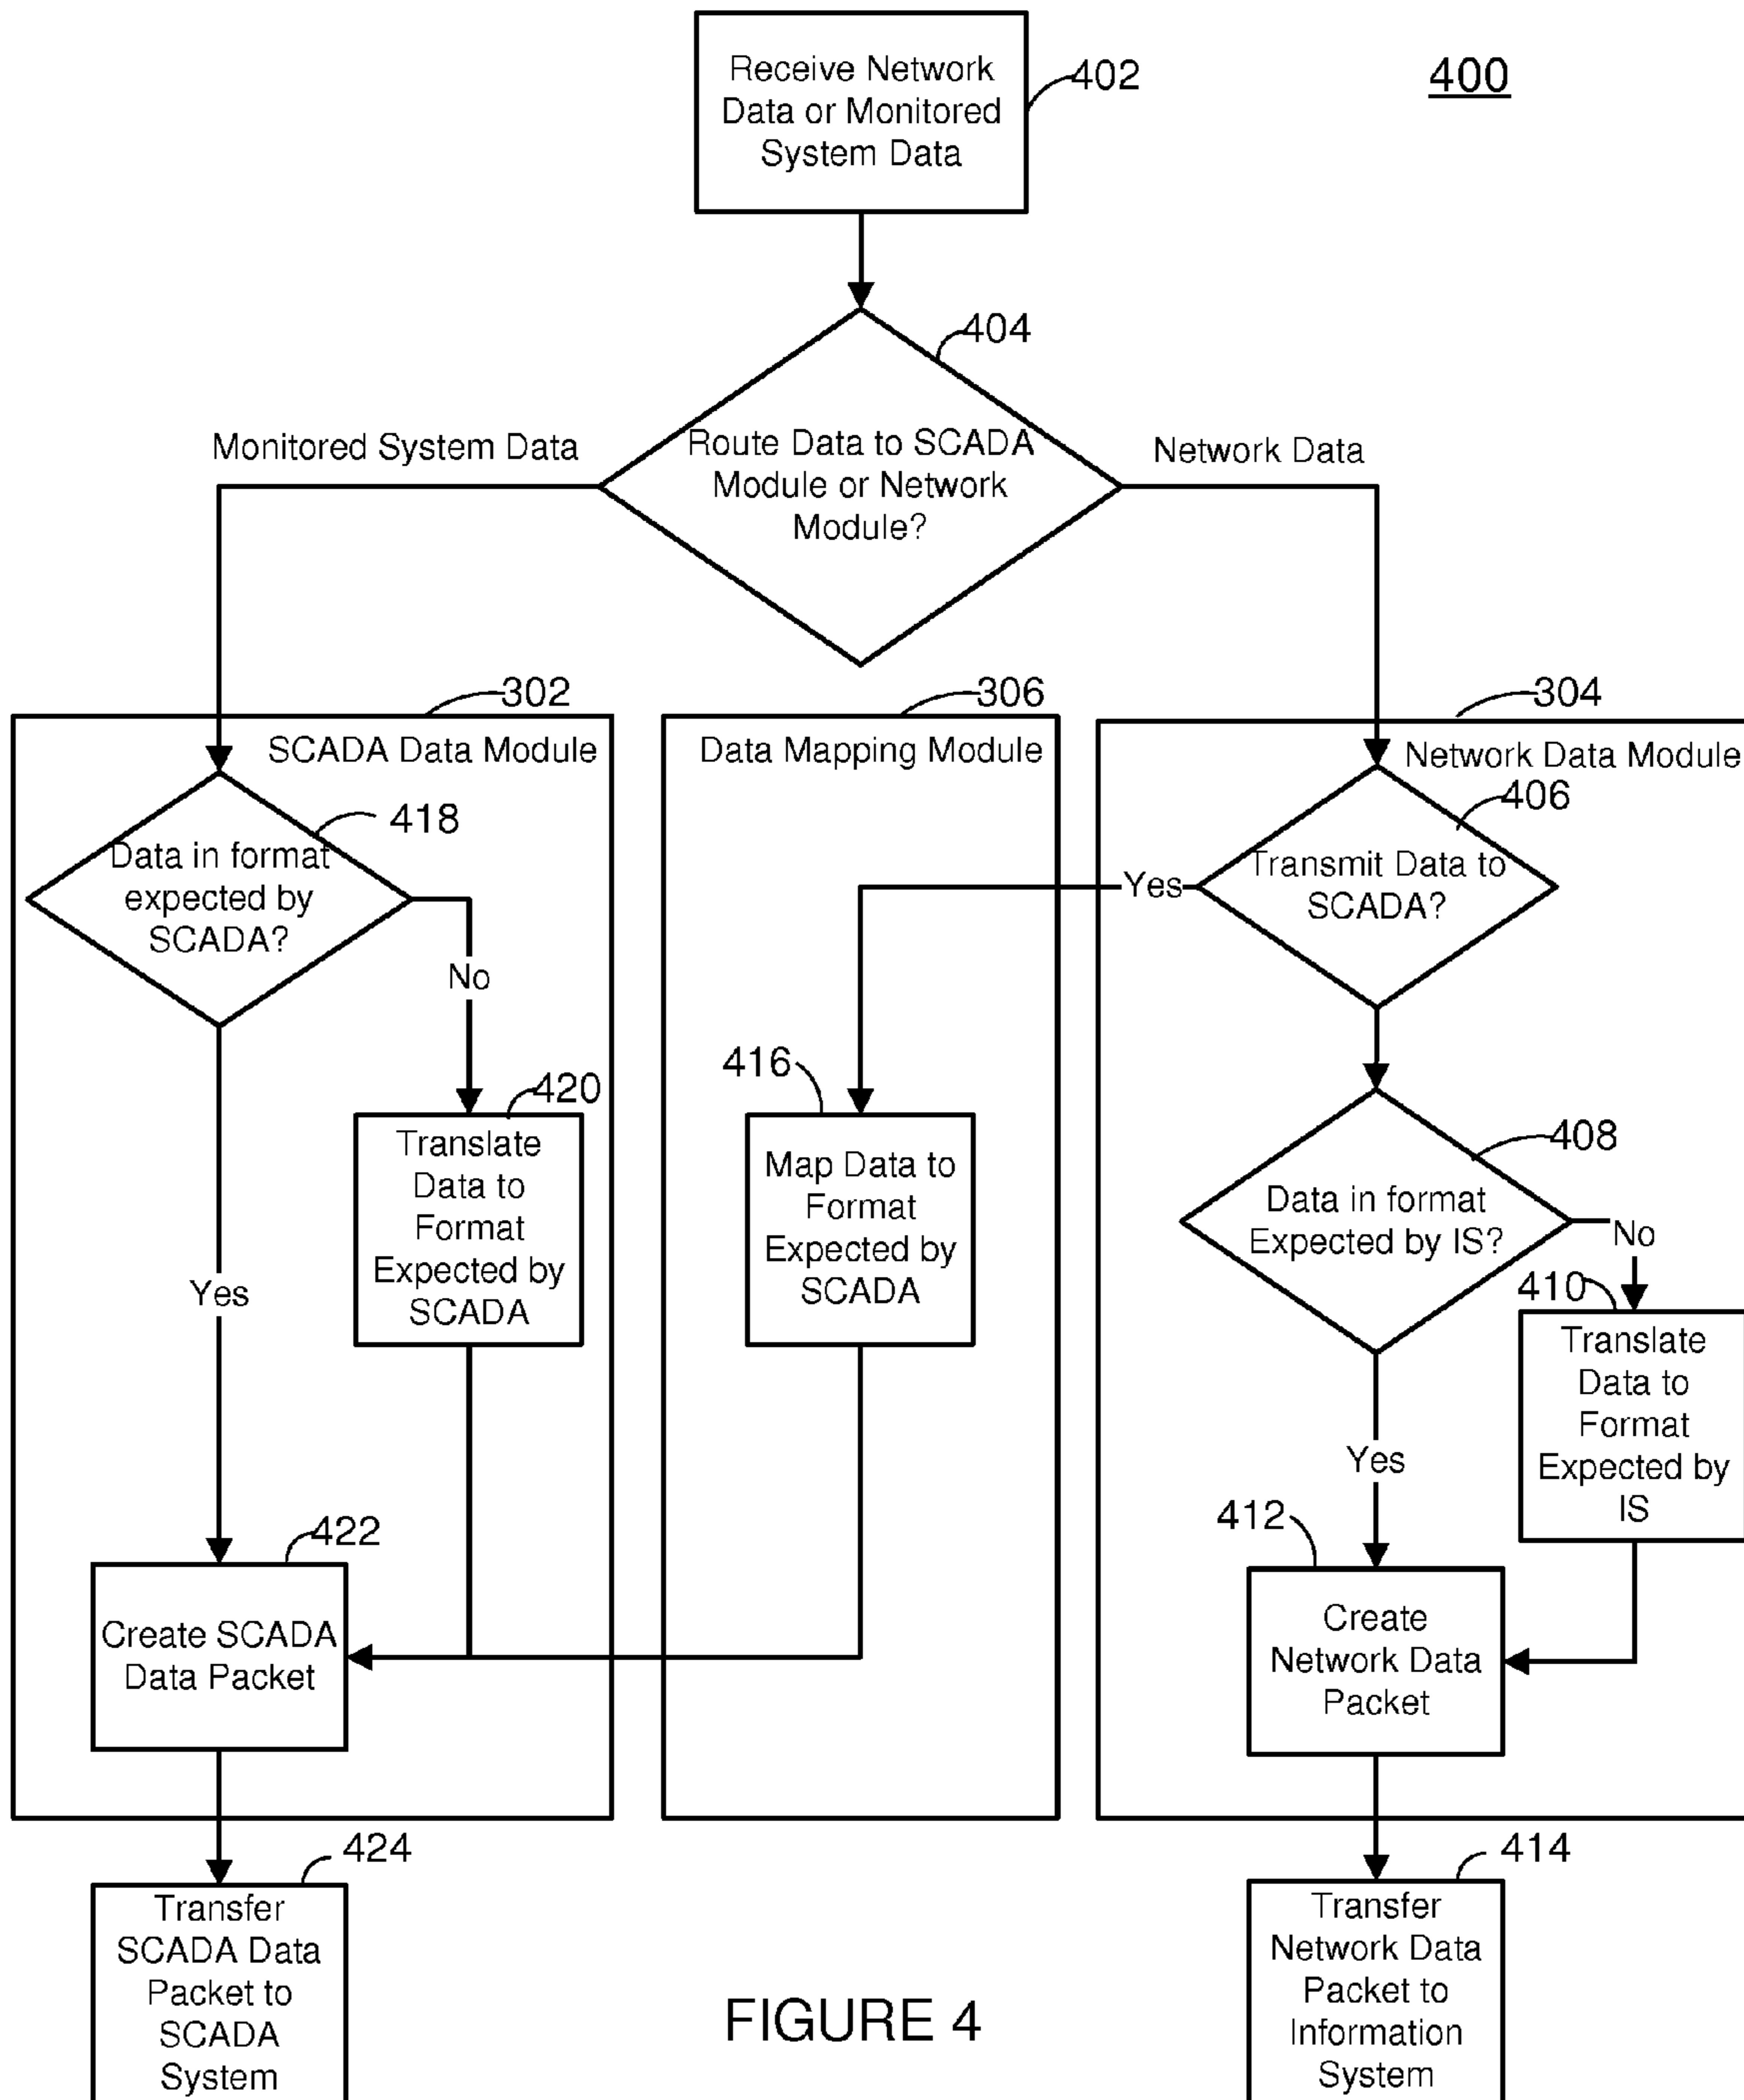 Receive Network
Data or Monitored
System Data
402
400
404
Route Data to SCADA
Module or Network
Module?
Monitored System Data
Network Data
302
306
304
SCADA Data Module
Data Mapping Module
Network Data Module
418
Data in format
expected by
SCADA?
406
Transmit Data to
SCADA?
Yes
No
416
Map Data to
Format
Expected by
SCADA
420
Translate
Data to
Format
Expected by
SCADA
Yes
408
Data in format
Expected by IS?
No
410
Translate
Data to
Format
Expected by
IS
Yes
422
Create SCADA
Data Packet
412
Create
Network Data
Packet
424
Transfer
SCADA Data
Packet to
SCADA
System
414
Transfer
Network Data
Packet to
Information
System
FIGURE 4